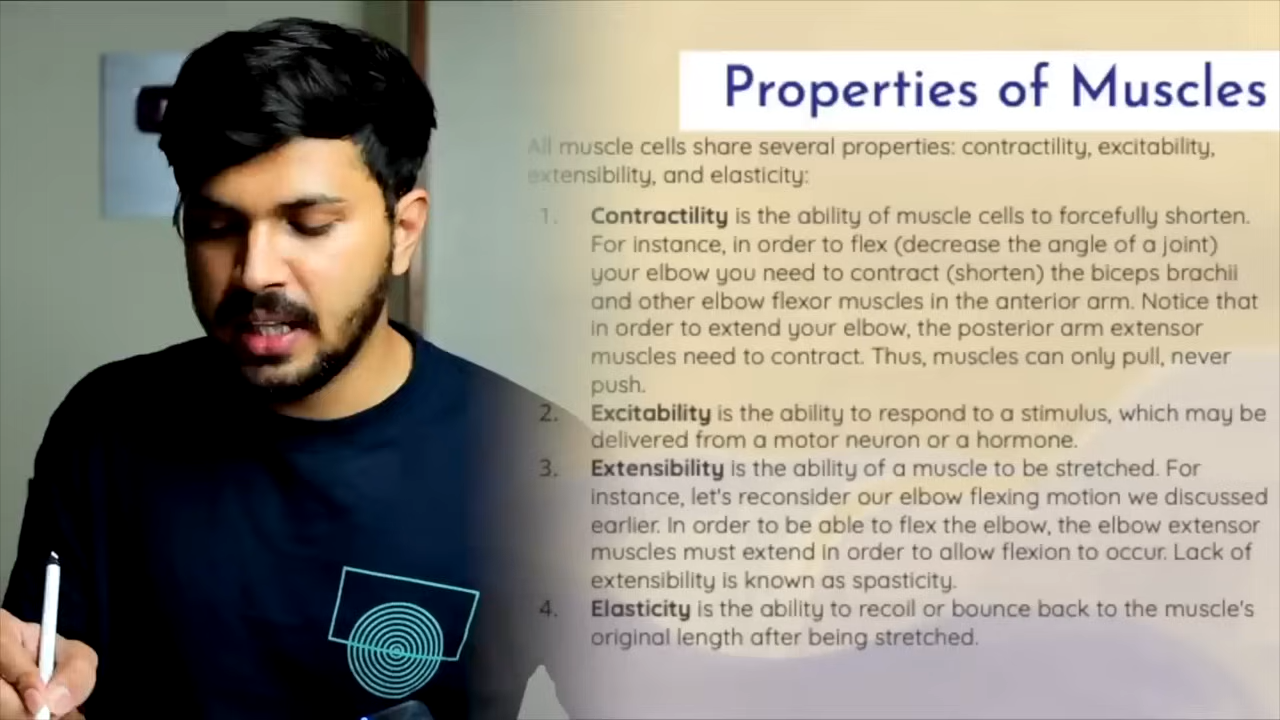 Properties of Muscles
All muscle cells share several properties: contractility, excitability,
extensibility, and elasticity:
1. Contractility is the ability of muscle cells to forcefully shorten.
For instance, in order to flex (decrease the angle of a joint)
your elbow you need to contract (shorten) the biceps brachii
and other elbow flexor muscles in the anterior arm. Notice that
in order to extend your elbow, the posterior arm extensor
muscles need to contract. Thus, muscles can only pull, never
push.
2. Excitability is the ability to respond to a stimulus, which may be
delivered from a motor neuron or a hormone.
3. Extensibility is the ability of a muscle to be stretched. For
instance, let's reconsider our elbow flexing motion we discussed
earlier. In order to be able to flex the elbow, the elbow extensor
muscles must extend in order to allow flexion to occur. Lack of
extensibility is known as spasticity.
4. Elasticity is the ability to recoil or bounce back to the muscle's
original length after being stretched.